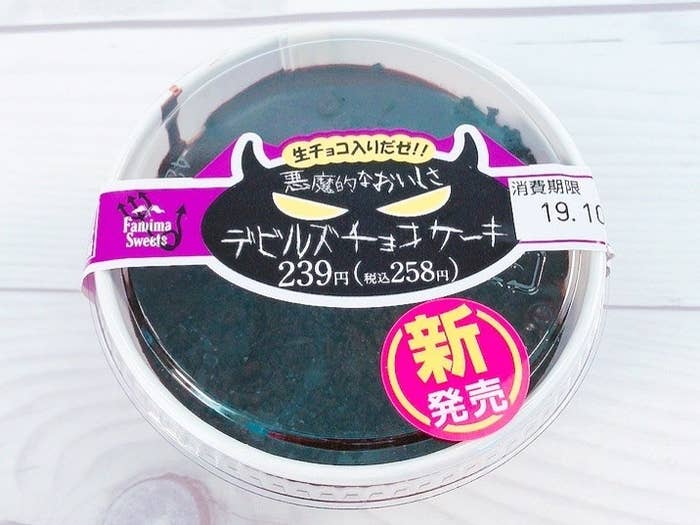 生チョコ入りだぜ!!
悪魔的なおいしさ
デビルズチョコケーキ
239円(税込258円)
Famima
Sweets
消費期限
19.10
新
発売